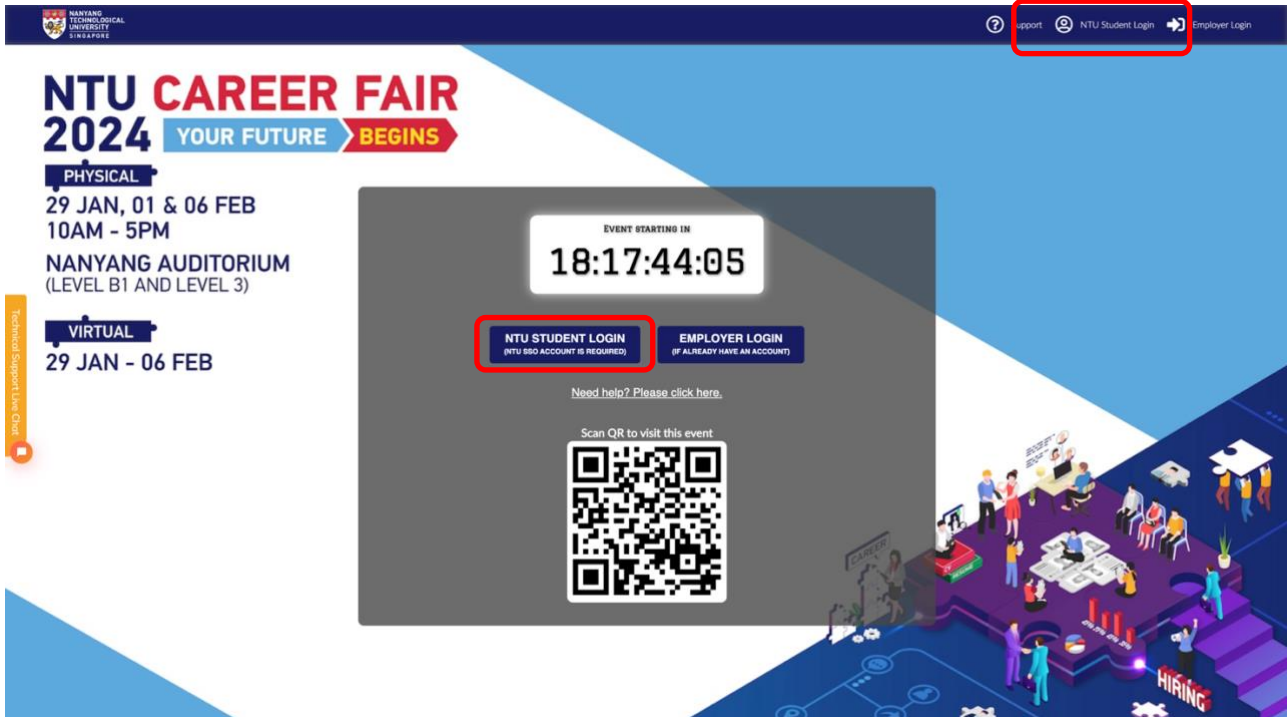 NANYANG
TECHNOLOGICAL
UNIVERSITY
SINGAPORE
upport
NTU Student Login
Employer Login
NTU CAREER FAIR
2024 YOUR FUTURE BEGINS
PHYSICAL
29 JAN, 01 & 06 FEB
10AM - 5PM
NANYANG AUDITORIUM
(LEVEL B1 AND LEVEL 3)
VIRTUAL
29 JAN - 06 FEB
Technical Support Live Chat
EVENT STARTING IN
18:17:44:05
NTU STUDENT LOGIN
(NTU SSO ACCOUNT IS REQUIRED)
EMPLOYER LOGIN
(IF ALREADY HAVE AN ACCOUNT)
Need help? Please click here.
Scan QR to visit this event
CAREER
HIRING